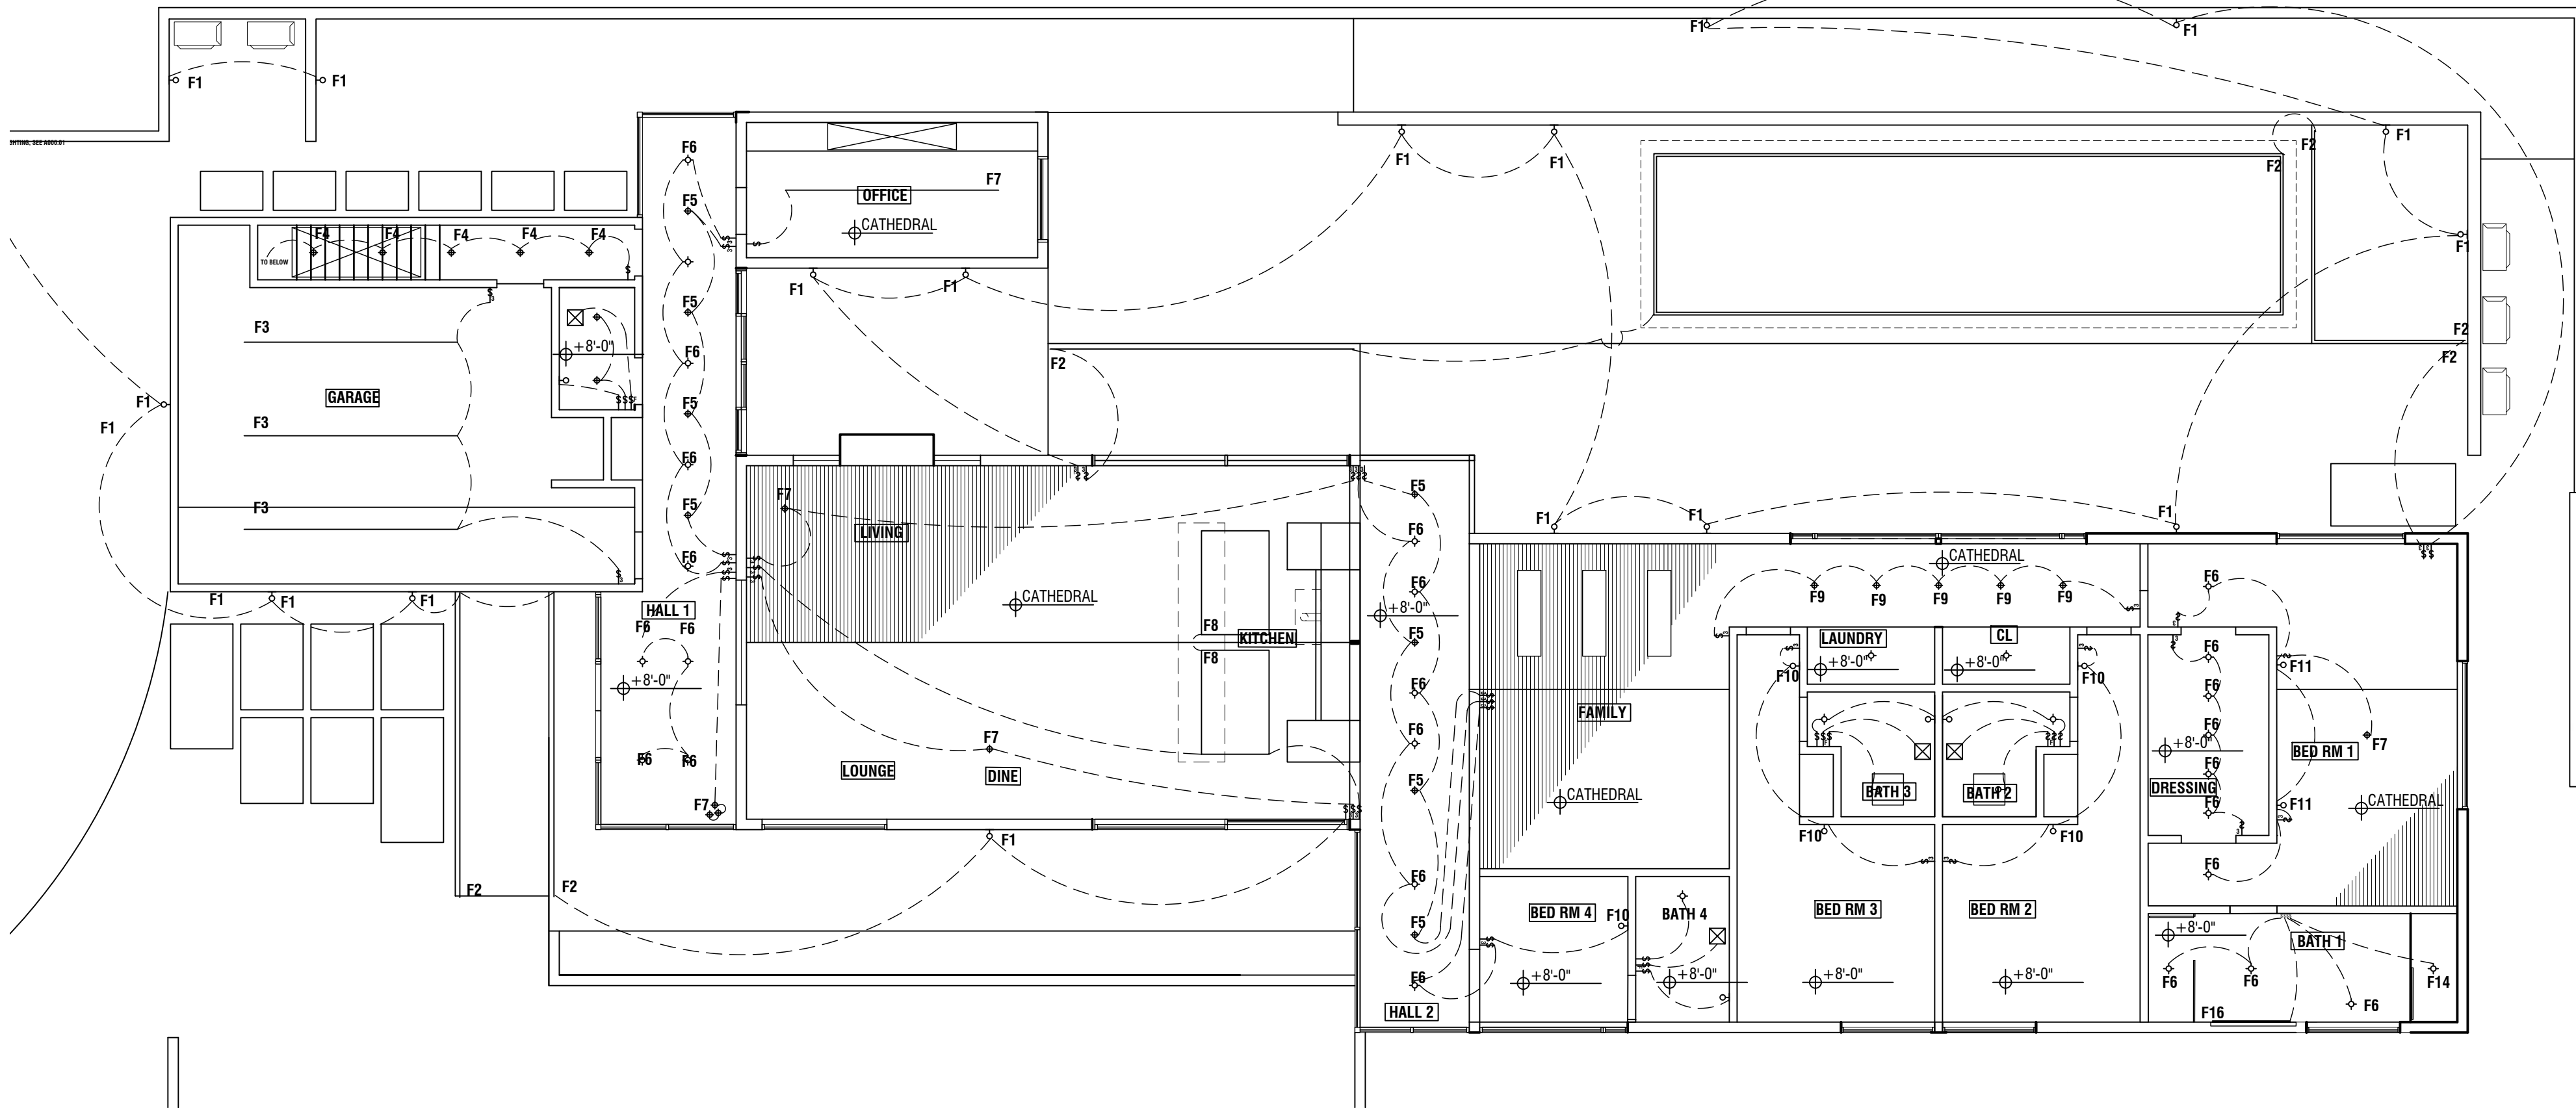 F1
F1
F1
F1
GHTING, SEE A000.01
F1
F1
F1
F2
F2
F6
F7
OFFICE
CATHEDRAL
F5
F4
F4
F4
F4
F4
TO BELOW
F1
F1
F1
F5
F3
+8'-0"
F6
F2
F2
F2
GARAGE
F1
F1
F5
F3
F6
F7
F5
F3
LIVING
F5
F6
F1
F1
F1
F6
CATHEDRAL
CATHEDRAL
F6
F6
F1
F1
F1
HALL 1
F6
F6
+8'-0"
F8
KITCHEN
F8
F5
F9
F9
F9
F9
F9
LAUNDRY
CL
+8'-0"
+8'-0"
F10
F10
F6
F11
+8'-0"
F6
F6
FAMILY
F7
F6
F6
BED RM 1
F7
+8'-0"
F6
F6
LOUNGE
DINE
F5
F6
DRESSING
BATH 3
BATH 2
CATHEDRAL
F6
F11
CATHEDRAL
F7
F1
F10
F10
F6
F2
F2
F6
F5
BED RM 4
F10
BATH 4
BED RM 3
BED RM 2
+8'-0"
BATH 1
F6
+8'-0"
+8'-0"
+8'-0"
+8'-0"
F6
F6
F14
HALL 2
F16
F6